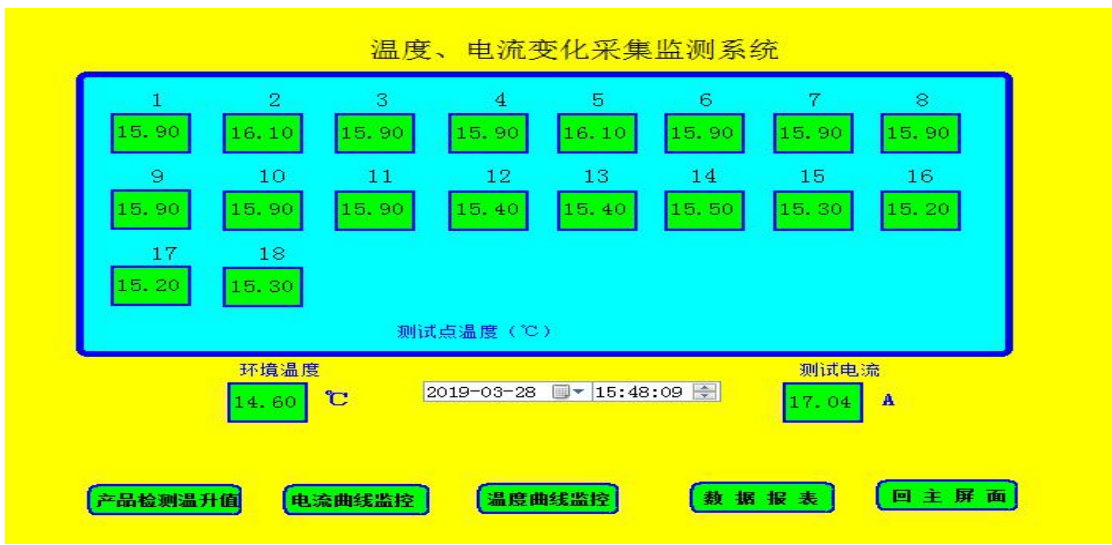 温度、电流变化采集监测系统
1 2 3 4 5 6 7 8
15.90 16.10 15.90 15.90 16.10 15.90 15.90 15.90
9 10 11 12 13 14 15 16
15.90 15.90 15.90 15.40 15.40 15.50 15.30 15.20
17 18
15.20 15.30
测试点温度（℃）
环境温度 测试电流
14.60 ℃ 2019-03-28 15:48:09 17.04 A
产品检测温升值 电流曲线监控 温度曲线监控 数据报表 回主屏面